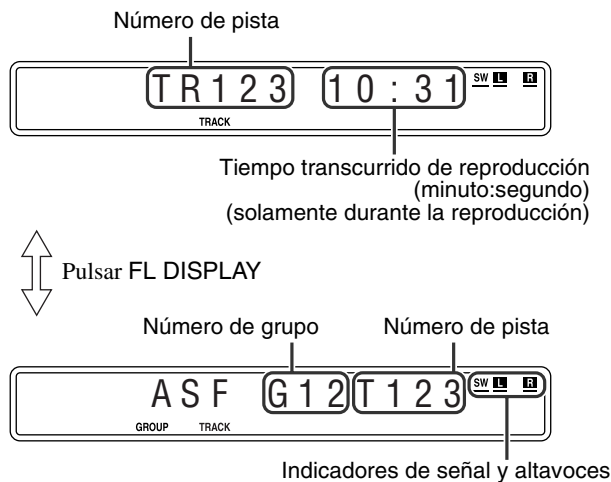 Número de pista
TR123 10:31 SW L R
TRACK
Tiempo transcurrido de reproducción
(minuto:segundo)
(solamente durante la reproducción)
Pulsar FL DISPLAY
Número de grupo Número de pista
ASF G12 T123 SW L R
GROUP TRACK
Indicadores de señal y altavoces